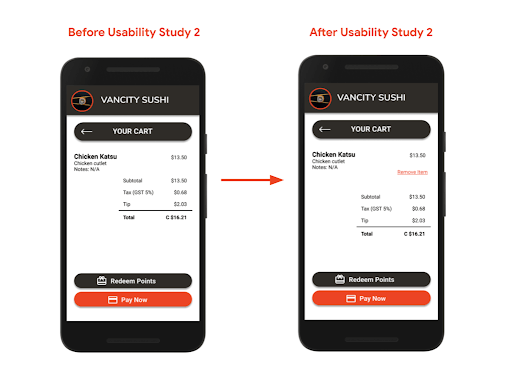 Before Usability Study 2
VANCITY SUSHI
YOUR CART
Chicken Katsu $13.50
Chicken cutlet
Notes: N/A
Subtotal $13.50
Tax (GST 5%) $0.68
Tip $2.03
Total C $16.21
Redeem Points
Pay Now
After Usability Study 2
VANCITY SUSHI
YOUR CART
Chicken Katsu $13.50
Chicken cutlet
Notes: N/A
Remove item
Subtotal $13.50
Tax (GST 5%) $0.68
Tip $2.03
Total C $16.21
Redeem Points
Pay Now